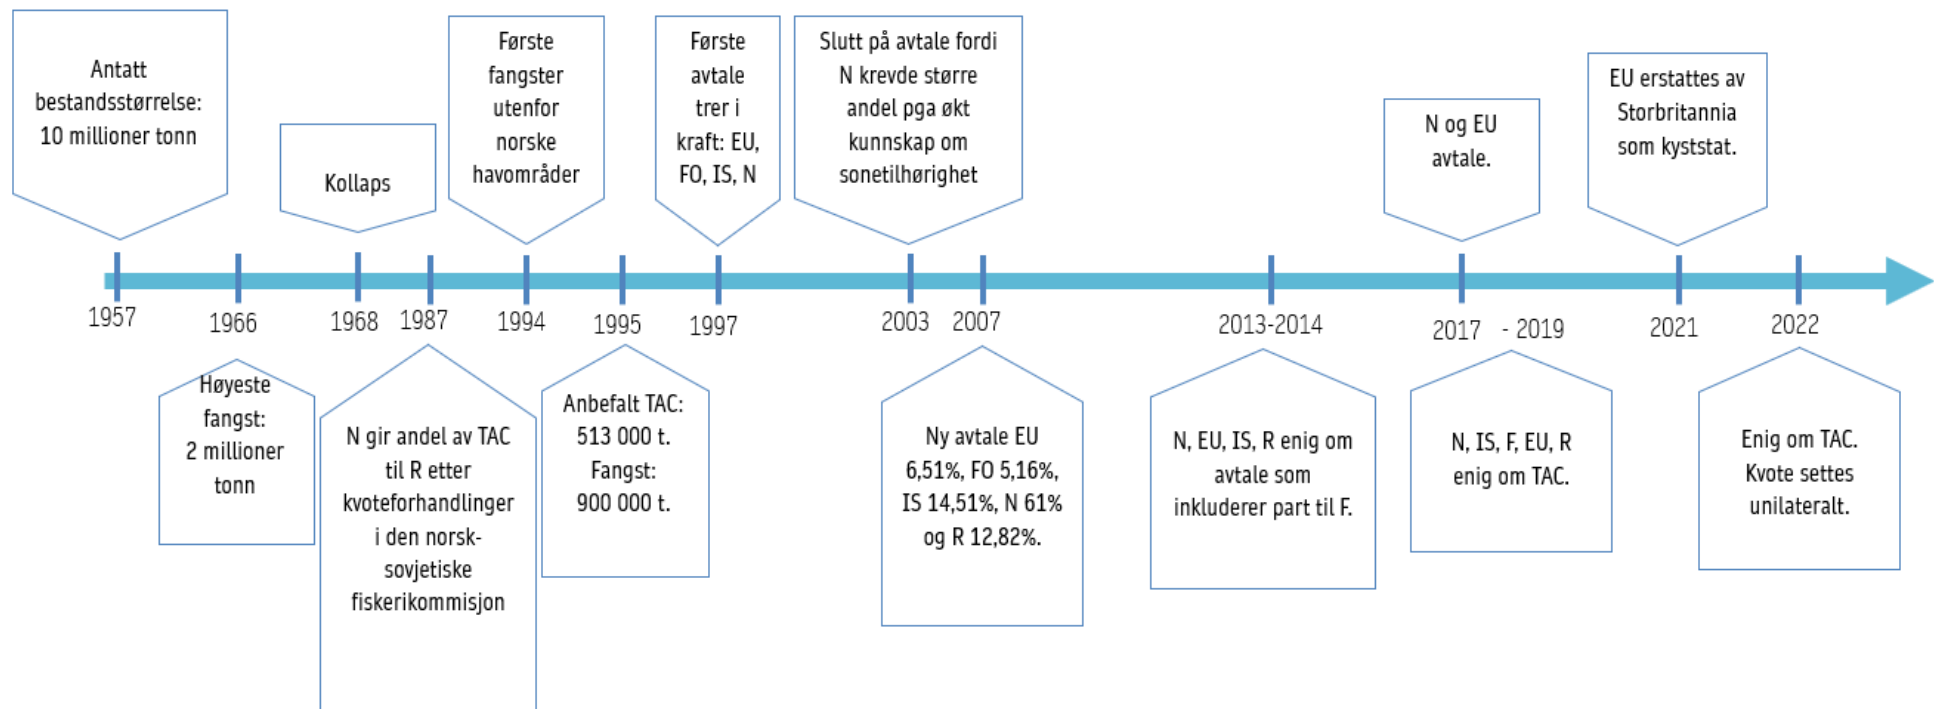 Antatt
bestandsstørrelse:
10 millioner tonn
Kollaps
Første
fangster
utenfor
norske
havområder
Første
avtale
trer i
kraft: EU,
FO, IS, N
Slutt på avtale fordi
N krevde større
andel pga økt
kunnskap om
sonetilhørighet
N og EU
avtale.
EU erstattes av
Storbritannia
som kyststat.
1957
1966
1968
1987
1994
1995
1997
2003
2007
2013-2014
2017 - 2019
2021
2022
Høyeste
fangst:
2 millioner
tonn
N gir andel av TAC
til R etter
kvoteforhandlinger
i den norsk-
sovjetiske
fiskerikommisjon
Anbefalt TAC:
513 000 t.
Fangst:
900 000 t.
Ny avtale EU
6,51%, FO 5,16%,
IS 14,51%, N 61%
og R 12,82%.
N, EU, IS, R enig om
avtale som
inkluderer part til F.
N, IS, F, EU, R
enig om TAC.
Enig om TAC.
Kvote settes
unilateralt.